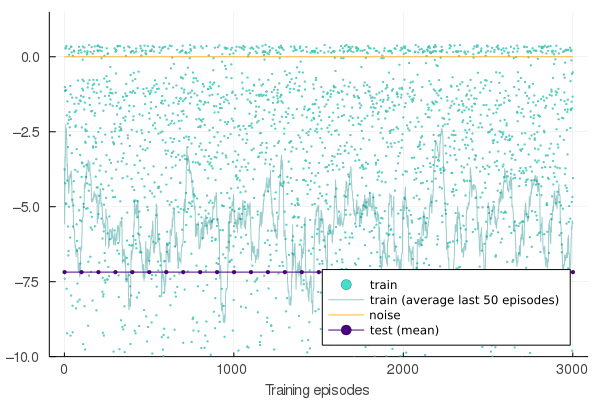 0.0
−2.5
−5.0
−7.5
−10.0
train
train (average last 50 episodes)
noise
test (mean)
0
1000
2000
3000
Training episodes